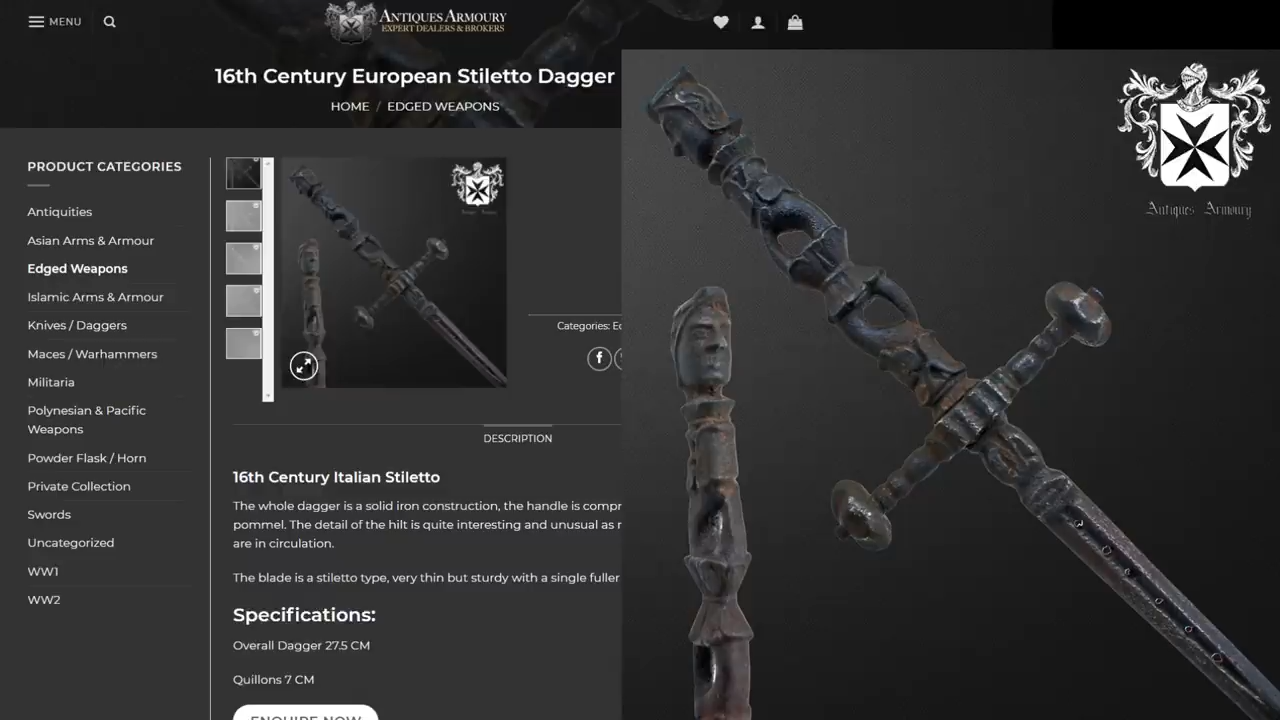 MENU
ANTIQUES ARMOURY
EXPERT DEALERS & BROKERS
16th Century European Stiletto Dagger
HOME / EDGED WEAPONS
PRODUCT CATEGORIES
Antiquities
Asian Arms & Armour
Edged Weapons
Islamic Arms & Armour
Knives / Daggers
Maces / Warhammers
Militaria
Polynesian & Pacific
Weapons
Powder Flask / Horn
Private Collection
Swords
Uncategorized
WW1
WW2
Categories:
DESCRIPTION
16th Century Italian Stiletto
The whole dagger is a solid iron construction, the handle is
pommel. The detail of the hilt is quite interesting and unusual as
are in circulation.
The blade is a stiletto type, very thin but sturdy with a single fuller
Specifications:
Overall Dagger 27.5 CM
Quillons 7 CM
ENQUIRE NOW
Antiques Armoury